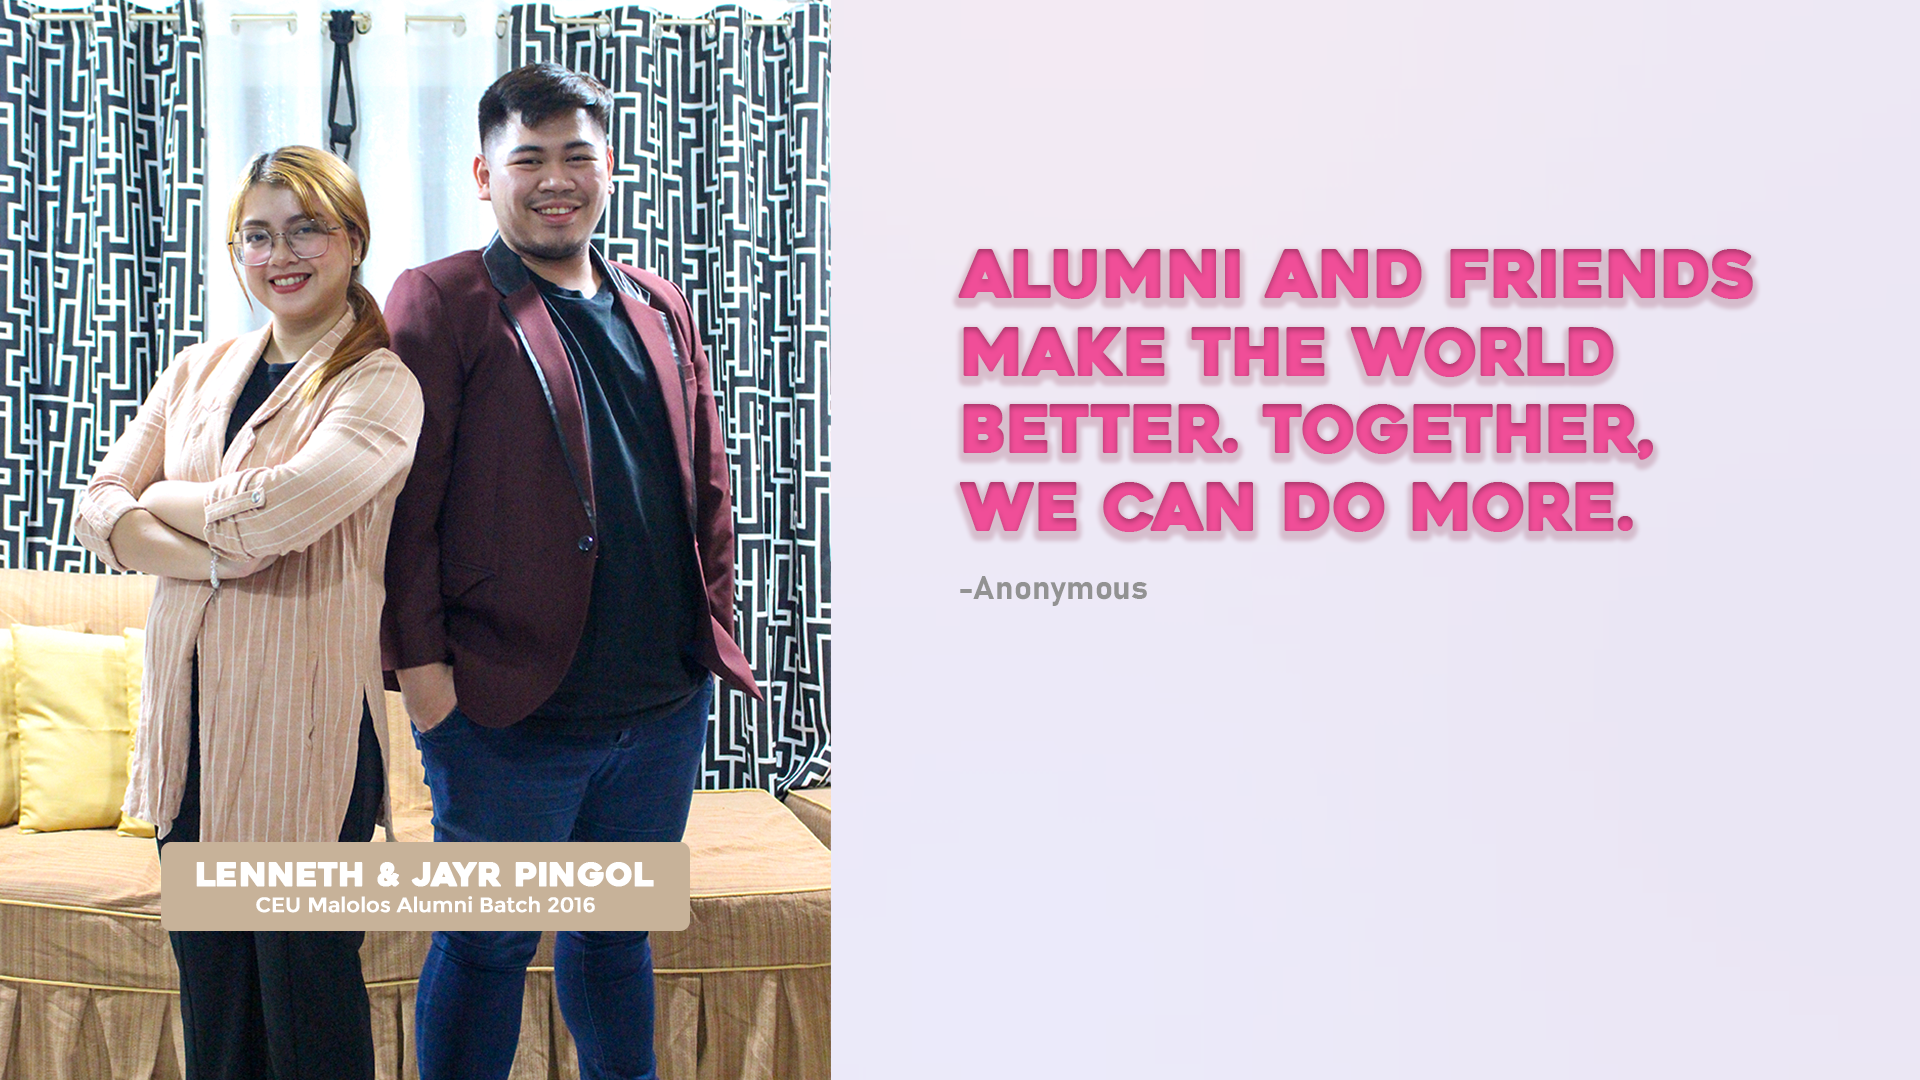 ALUMNI AND FRIENDS
MAKE THE WORLD
BETTER. TOGETHER,
WE CAN DO MORE.
-Anonymous
LENNETH & JAYR PINGOL
CEU Malolos Alumni Batch 2016